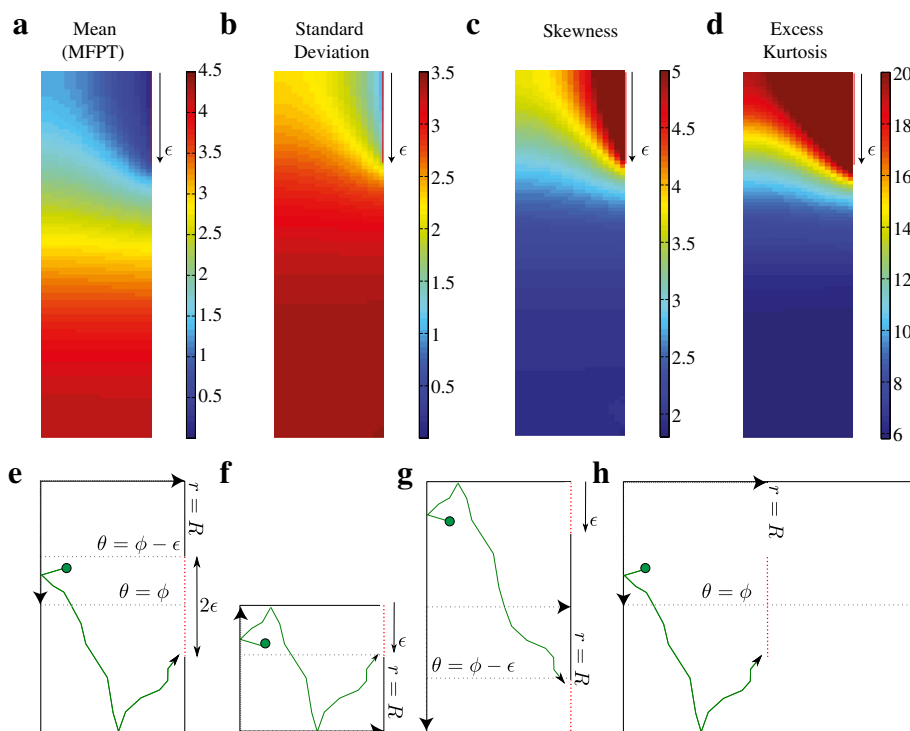 a Mean (MFPT)
b Standard Deviation
c Skewness
d Excess Kurtosis
ϵ
4.5
4
3.5
3
2.5
2
1.5
1
0.5
ϵ
3.5
3
2.5
2
1.5
1
0.5
ϵ
5
4.5
4
3.5
3
2.5
2
ϵ
20
18
16
14
12
10
8
6
e
r = R
θ = ϕ − ϵ
θ = ϕ
2ϵ
f
ϵ
r = R
g
ϵ
r = R
θ = ϕ − ϵ
h
r = R
θ = ϕ